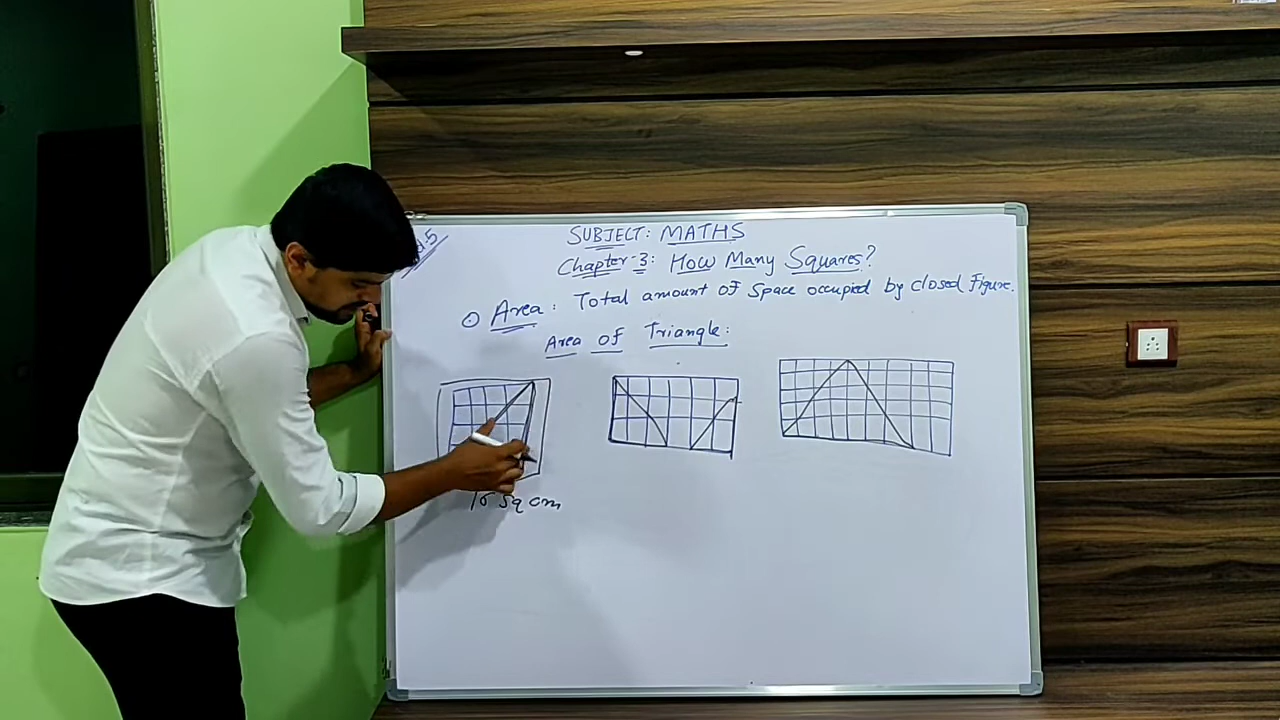 SUBJECT: MATHS
Chapter-3: How Many Squares?
⊙ Area: Total amount of Space occupied by closed Figure.
Area of Triangle:
16 Sq cm